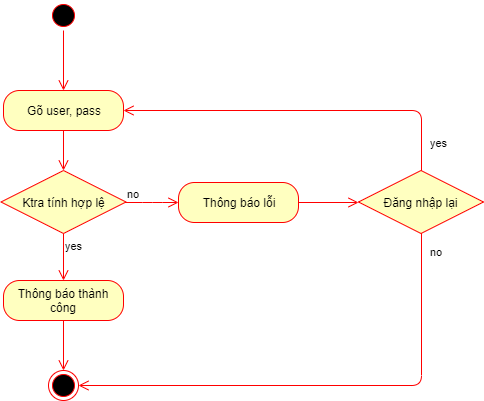 Gõ user, pass
yes
Ktra tính hợp lệ
no
Thông báo lỗi
Đăng nhập lại
yes
no
Thông báo thành
công